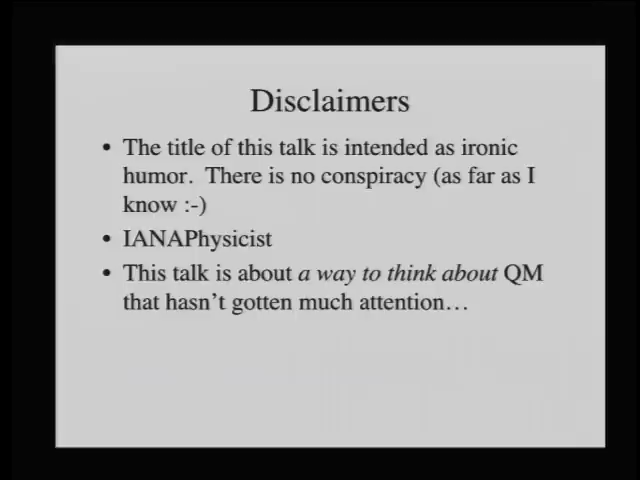 Disclaimers
• The title of this talk is intended as ironic
humor.  There is no conspiracy (as far as I
know :-)
• IANAPhysicist
• This talk is about a way to think about QM
that hasn’t gotten much attention…